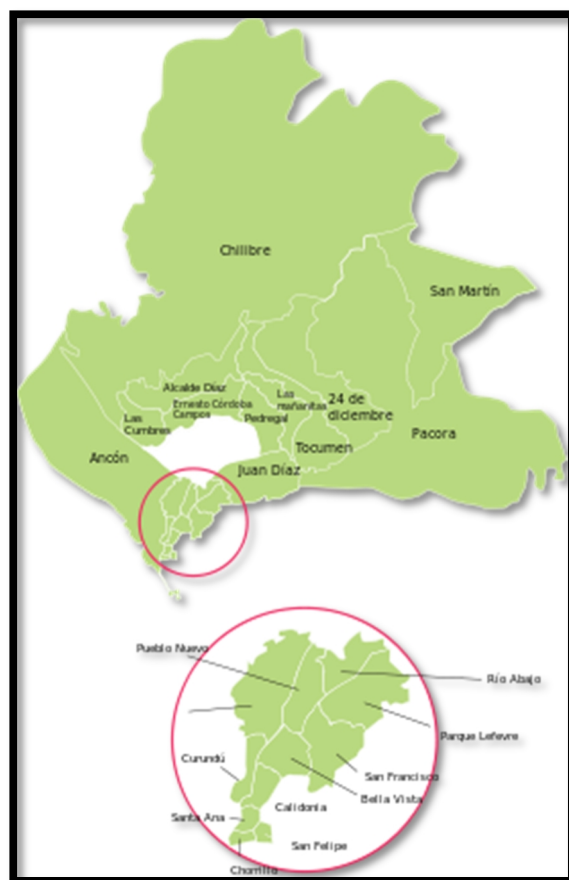 Chilibre
San Martín
Alcalde Díaz
Ernesto Córdoba
Campos
Las
mañanitas
24 de
diciembre
Las
Cumbres
Pedregal
Pacora
Tocumen
Ancón
Juan Díaz
Pueblo Nuevo
Río Abajo
Parque Lefevre
Curundú
San Francisco
Bella Vista
Calidonia
Santa Ana
San Felipe
Chorrillo